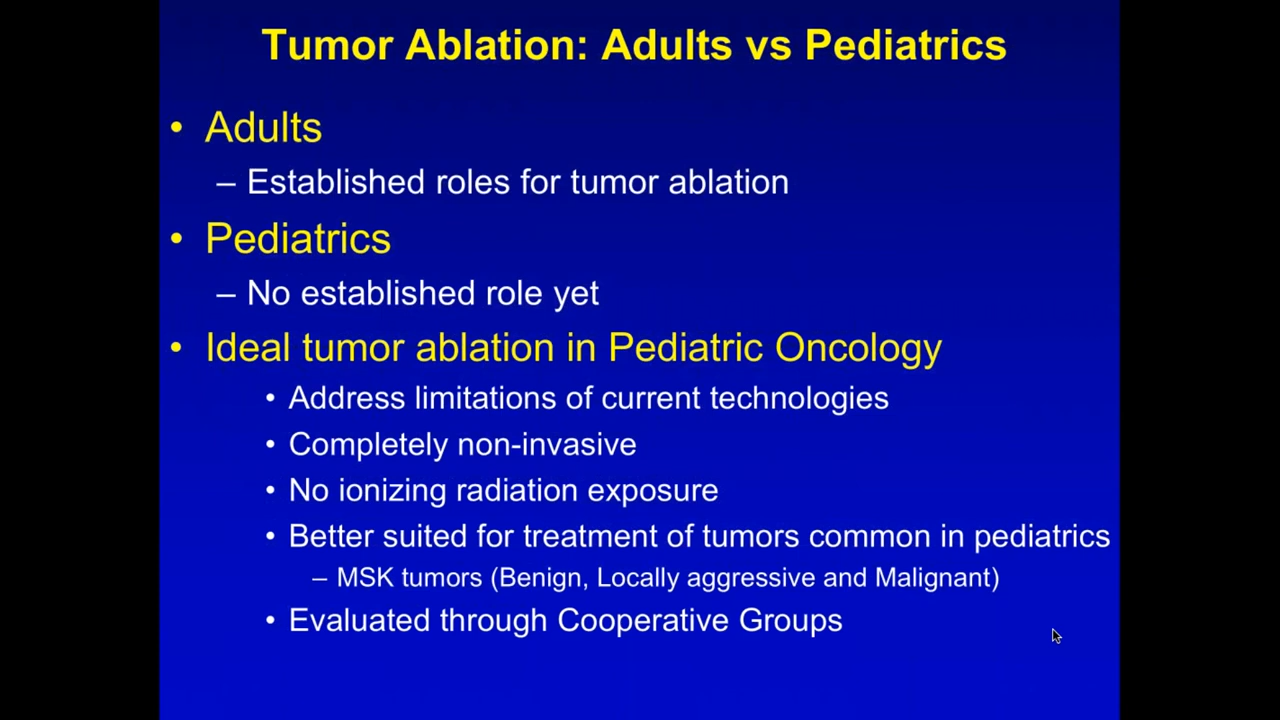 Tumor Ablation: Adults vs Pediatrics
• Adults
– Established roles for tumor ablation
• Pediatrics
– No established role yet
• Ideal tumor ablation in Pediatric Oncology
• Address limitations of current technologies
• Completely non-invasive
• No ionizing radiation exposure
• Better suited for treatment of tumors common in pediatrics
– MSK tumors (Benign, Locally aggressive and Malignant)
• Evaluated through Cooperative Groups